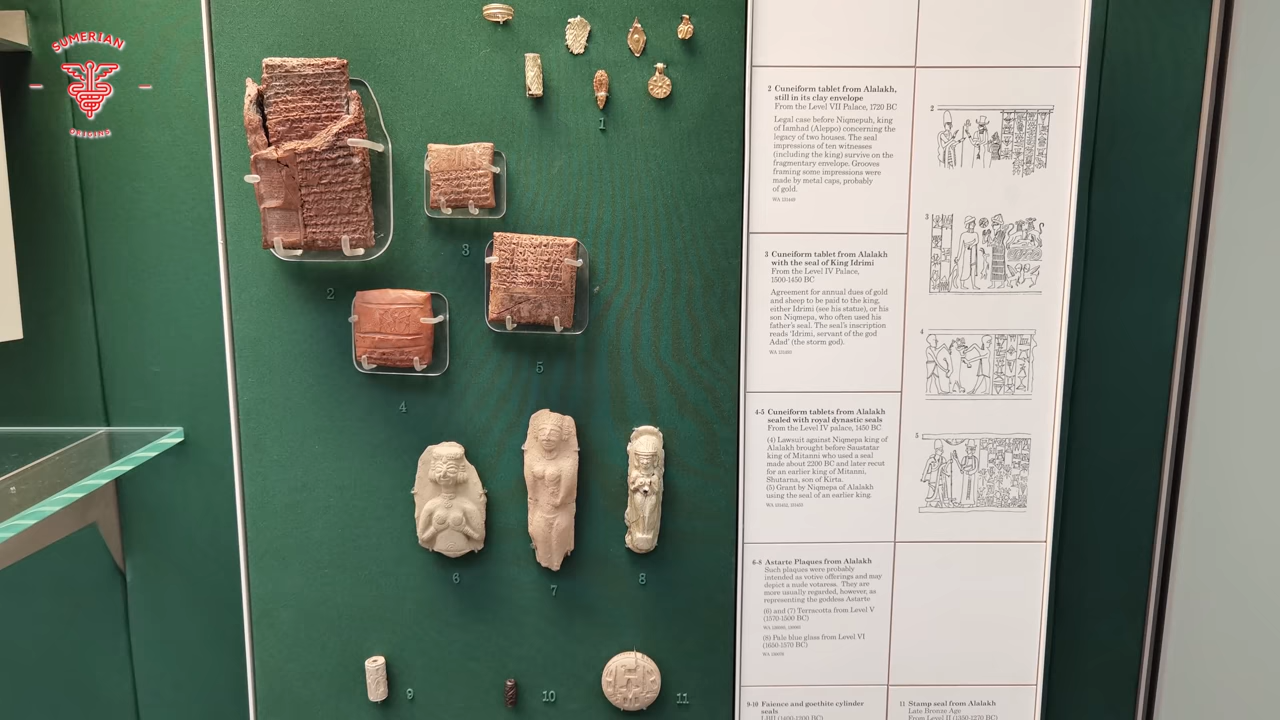 SUMERIAN
ORIGINS
1
2
3
4
5
6
7
8
9
10
11
2 Cuneiform tablet from Alalakh,
still in its clay envelope
From the Level VII Palace, 1720 BC
Legal case before Niqmepuh, king
of Iamhad (Aleppo) concerning the
legacy of two houses. The seal
impressions of ten witnesses
(including the king) survive on the
fragmentary envelope. Grooves
framing some impressions were
made by metal caps, probably
of gold.
3 Cuneiform tablet from Alalakh
with the seal of King Idrimi
From the Level IV Palace,
1500-1450 BC
Agreement for annual dues of gold
and sheep to be paid to the king,
either Idrimi (see his statue), or his
son Niqmepa, who often used his
father's seal. The seal's inscription
reads 'Idrimi, servant of the god
Adad' (the storm god).
4-5 Cuneiform tablets from Alalakh
sealed with royal dynastic seals
From the Level IV palace, 1450 BC
(4) Lawsuit against Niqmepa king of
Alalakh brought before Saustatar
king of Mitanni who used a seal
made about 2200 BC and later recut
for an earlier king of Mitanni,
Shutarna, son of Kirta.
(5) Grant by Niqmepa of Alalakh
using the seal of an earlier king.
6-8 Astarte Plaques from Alalakh
Such plaques were probably
intended as votive offerings and may
depict a nude votaress. They are
more usually regarded, however, as
representing the goddess Astarte
(6) and (7) Terracotta from Level V
(1570-1500 BC)
(8) Pale blue glass from Level VI
(1650-1570 BC)
9-10 Faience and goethite cylinder
seals
2
3
4
5
11 Stamp seal from Alalakh
Late Bronze Age
From Level II (1350-1270 BC)